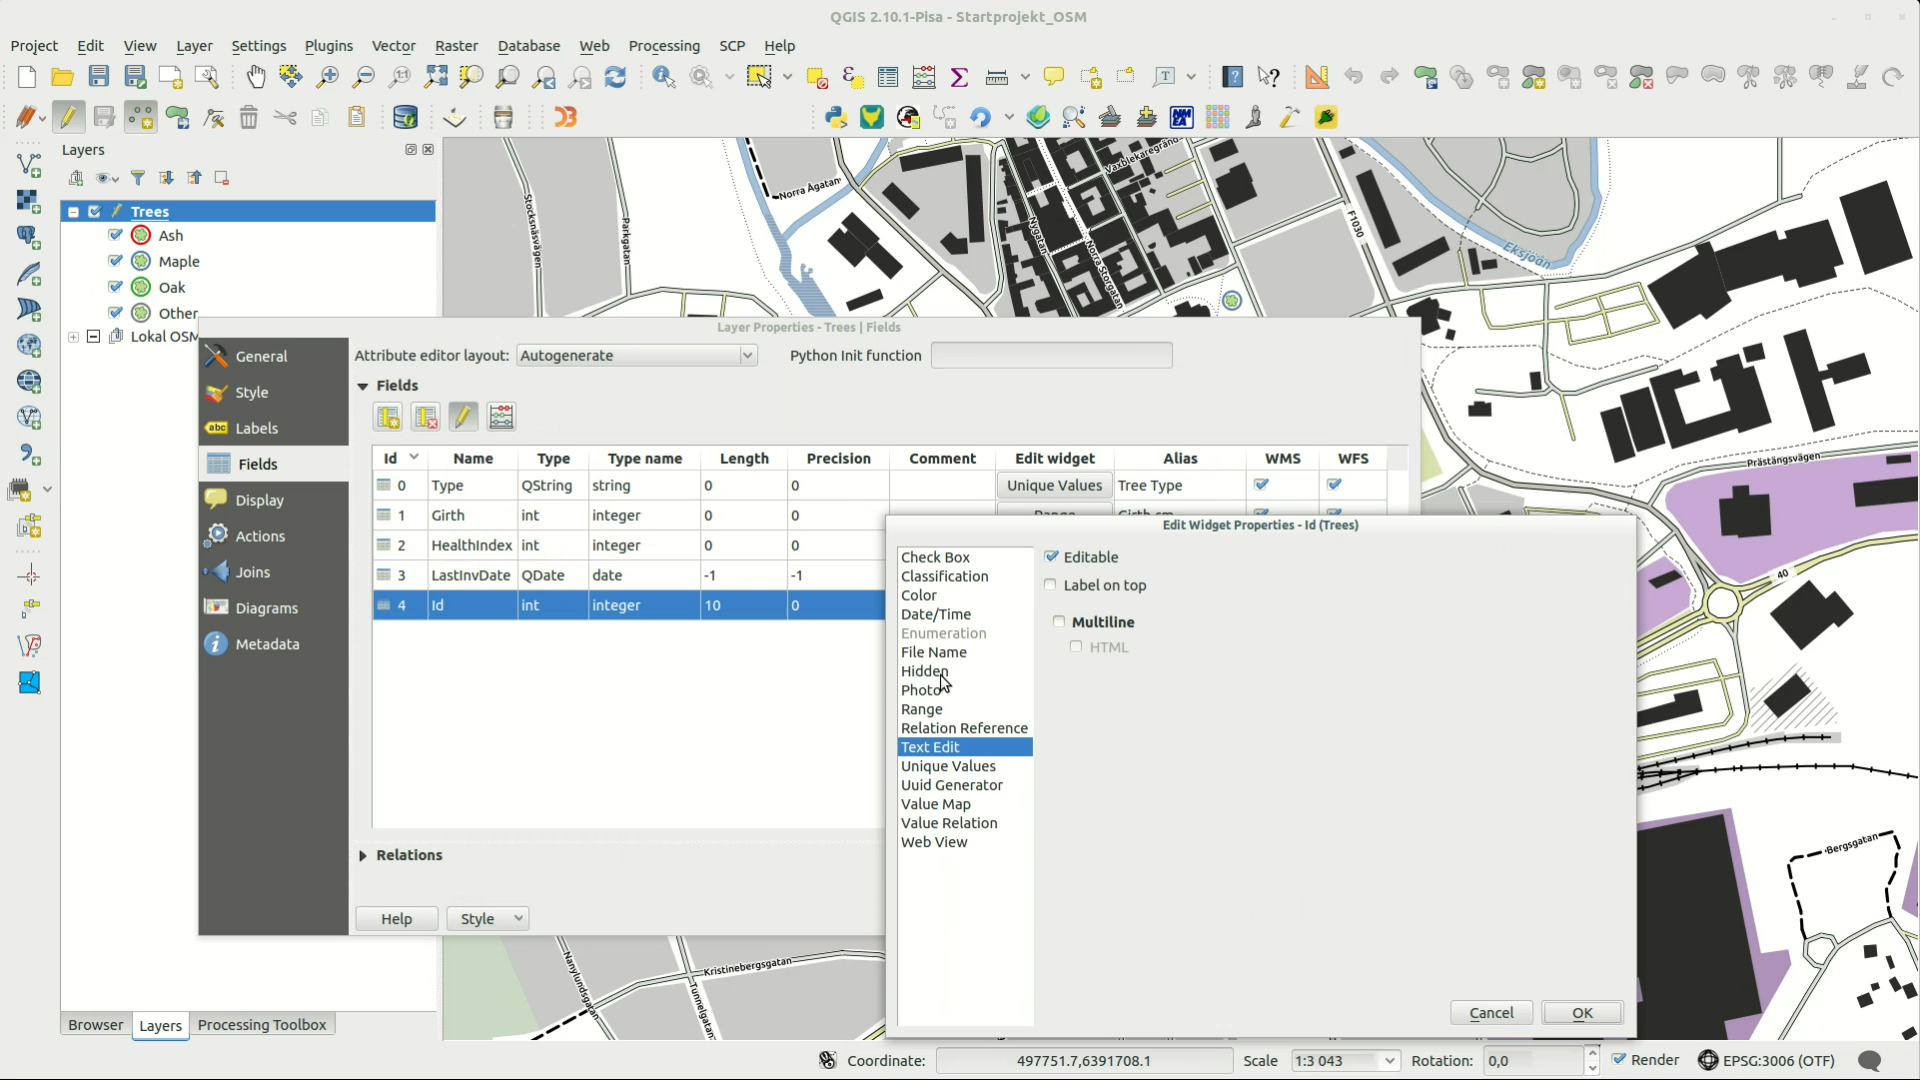 QGIS 2.10.1-Pisa - Startprojekt_OSM
Project Edit View Layer Settings Plugins Vector Raster Database Web Processing SCP Help
Layers
Trees
Ash
Maple
Oak
Other
Lokal OSM
Norra Ågatan
Stocksnäsvägen
Parkgatan
Nygatan
Norra Storgatan
Vaxblekaregränd
F1030
Eksjöån
Prästängsvägen
40
Bergsgatan
Layer Properties - Trees | Fields
General
Style
Labels
Fields
Display
Actions
Joins
Diagrams
Metadata
Attribute editor layout: Autogenerate Python Init function
Fields
Id Name Type Type name Length Precision Comment Edit widget Alias WMS WFS
0 Type QString string 0 0 Unique Values Tree Type
1 Girth int integer 0 0 Range Girth cm
2 HealthIndex int integer 0 0
3 LastInvDate QDate date -1 -1
4 Id int integer 10 0
Relations
Help Style
Edit Widget Properties - Id (Trees)
Check Box
Classification
Color
Date/Time
Enumeration
File Name
Hidden
Photo
Range
Relation Reference
Text Edit
Unique Values
Uuid Generator
Value Map
Value Relation
Web View
Editable
Label on top
Multiline
HTML
Cancel OK
Nanylundsgatan
Tunnelgatan
Kristinebergsgatan
Browser Layers Processing Toolbox
Coordinate: 497751.7,6391708.1 Scale 1:3 043 Rotation: 0,0 Render EPSG:3006 (OTF)